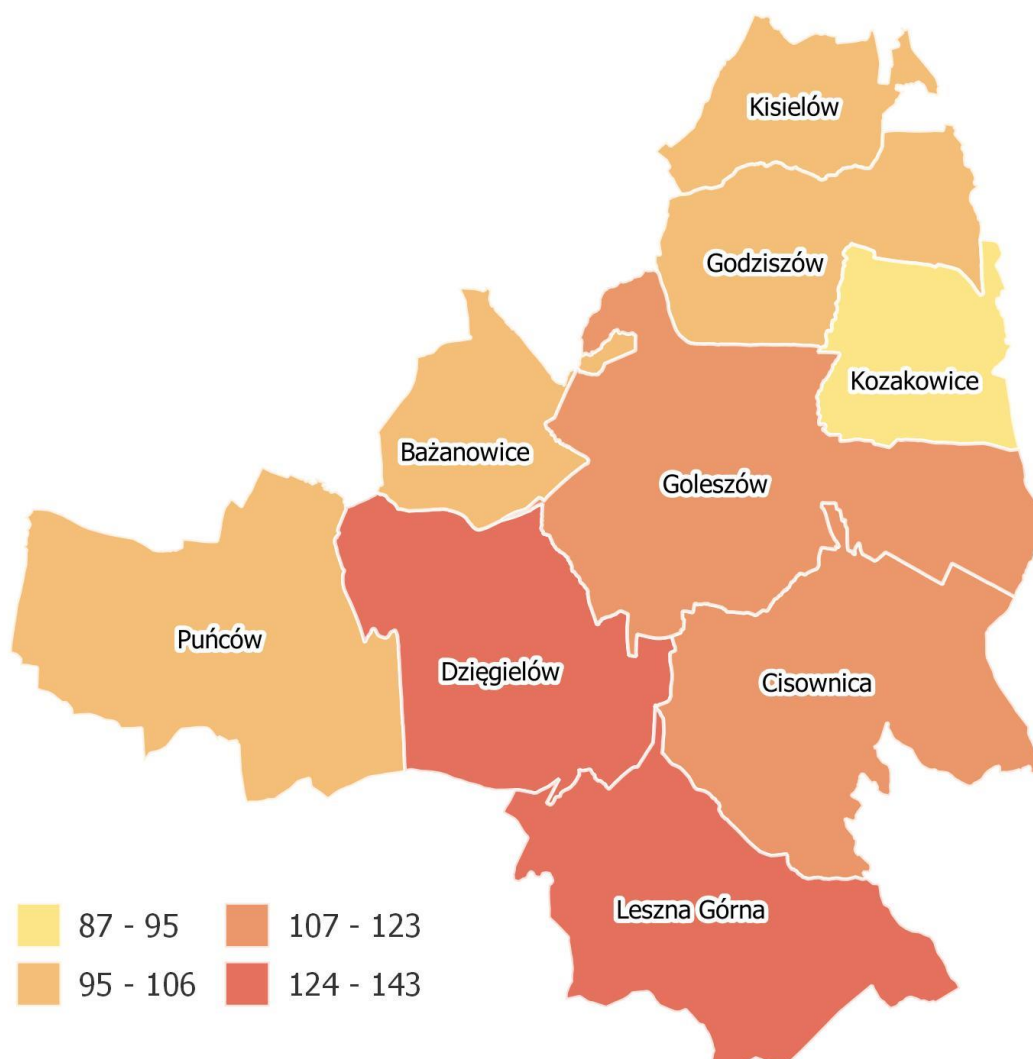 Kisielów
Godziszów
Kozakowice
Bażanowice
Goleszów
Puńców
Dzięgielów
Cisownica
Leszna Górna
87 - 95
107 - 123
95 - 106
124 - 143